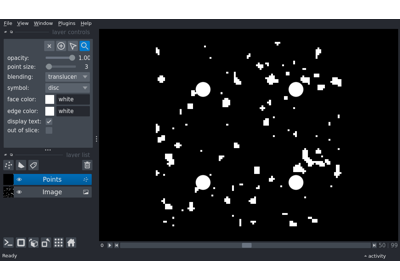 File View Window Plugins Help
layer controls
opacity: 1.00
point size: 3
blending: translucen
symbol: disc
face color: white
edge color: white
display text: ✓
out of slice:
layer list
Points
Image
0 50 99
Ready activity